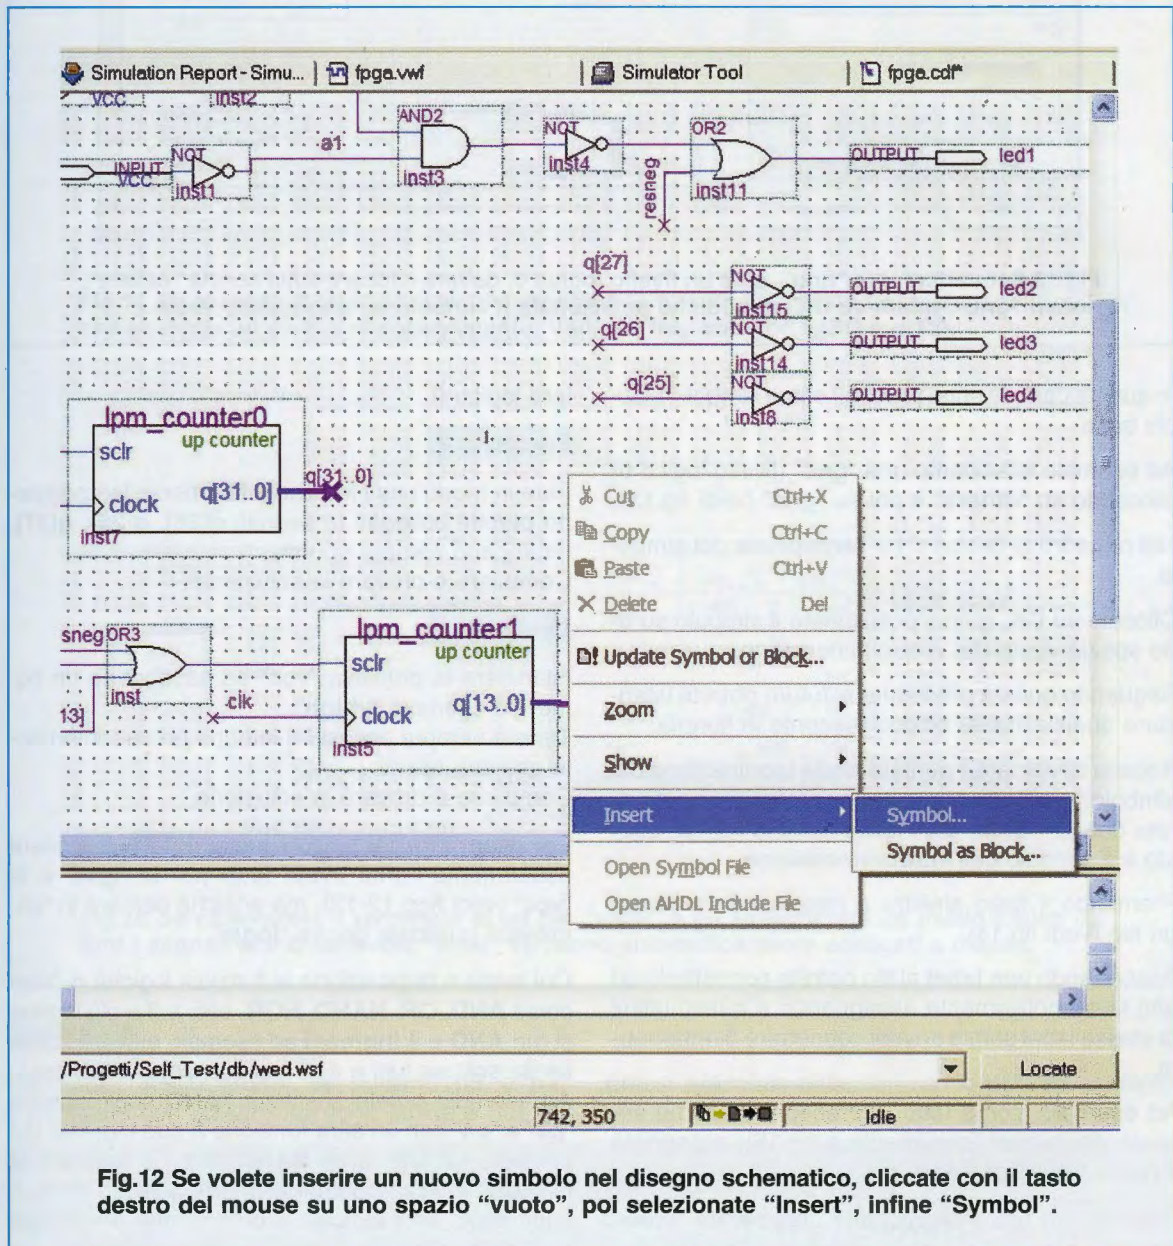 Simulation Report - Simu... fpga.vwf Simulator Tool fpga.cdf*
VCC inst2
AND2
a1
inst3
NOT
inst4
OR2
inst11
resneg
INPUT
VCC
NOT
inst1
OUTPUT led1
q[27]
NOT
inst15
OUTPUT led2
q[26]
NOT
inst14
OUTPUT led3
q[25]
NOT
inst8
OUTPUT led4
lpm_counter0
up counter
sclr
q[31..0]
q[31..0]
clock
inst7
sneg OR3
inst
13]
clk
lpm_counter1
up counter
sclr
q[13..0]
clock
inst5
Cut Ctrl+X
Copy Ctrl+C
Paste Ctrl+V
Delete Del
Update Symbol or Block...
Zoom
Show
Insert
Symbol...
Symbol as Block...
Open Symbol File
Open AHDL Include File
/Progetti/Self_Test/db/wed.wsf
Locate
742, 350 Idle
Fig.12 Se volete inserire un nuovo simbolo nel disegno schematico, cliccate con il tasto
destro del mouse su uno spazio “vuoto”, poi selezionate “Insert”, infine “Symbol”.